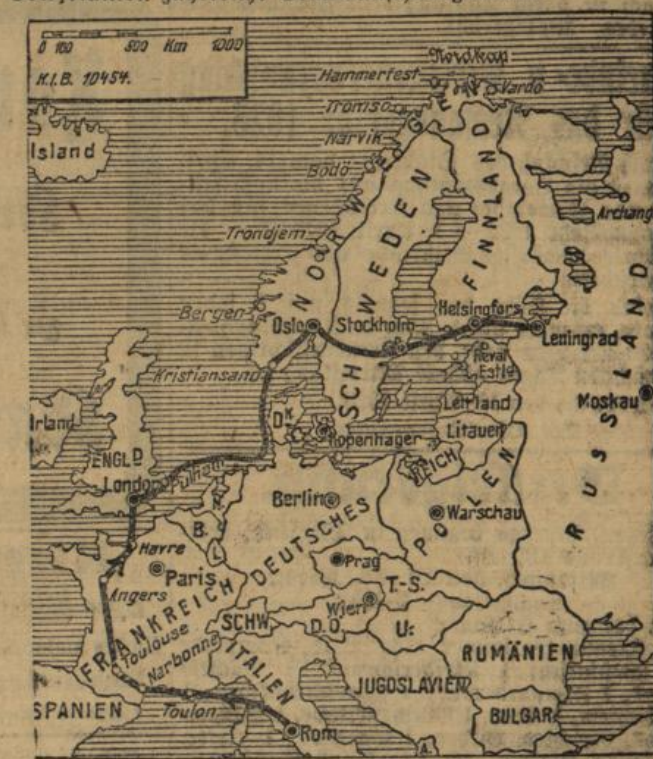 0 100 500 Km 1000
K.I.B. 10454.
Nordkap
Hammerfest
Vardö
Tromsö
Narvik
Bodö
Island
Archang
NORWEGEN
SCHWEDEN
FINNLAND
RUSSLAND
Trondjem
Bergen
Oslo
Stockholm
Helsingfors
Leningrad
Reval
Estld
Kristiansand
Lettland
Moskau
Irland
ENGLD
DK.
Kopenhagen
Litauen
REICH
London
Pulham
Berlin
DEUTSCHES
POLEN
Warschau
B.
L.
Havre
Paris
Prag
T.-S.
Angers
FRANKREICH
Wien
SCHW.
D.Ö.
U.
Toulouse
Narbonne
ITALIEN
RUMÄNIEN
JUGOSLAVIEN
SPANIEN
Toulon
BULGAR
Rom
A.